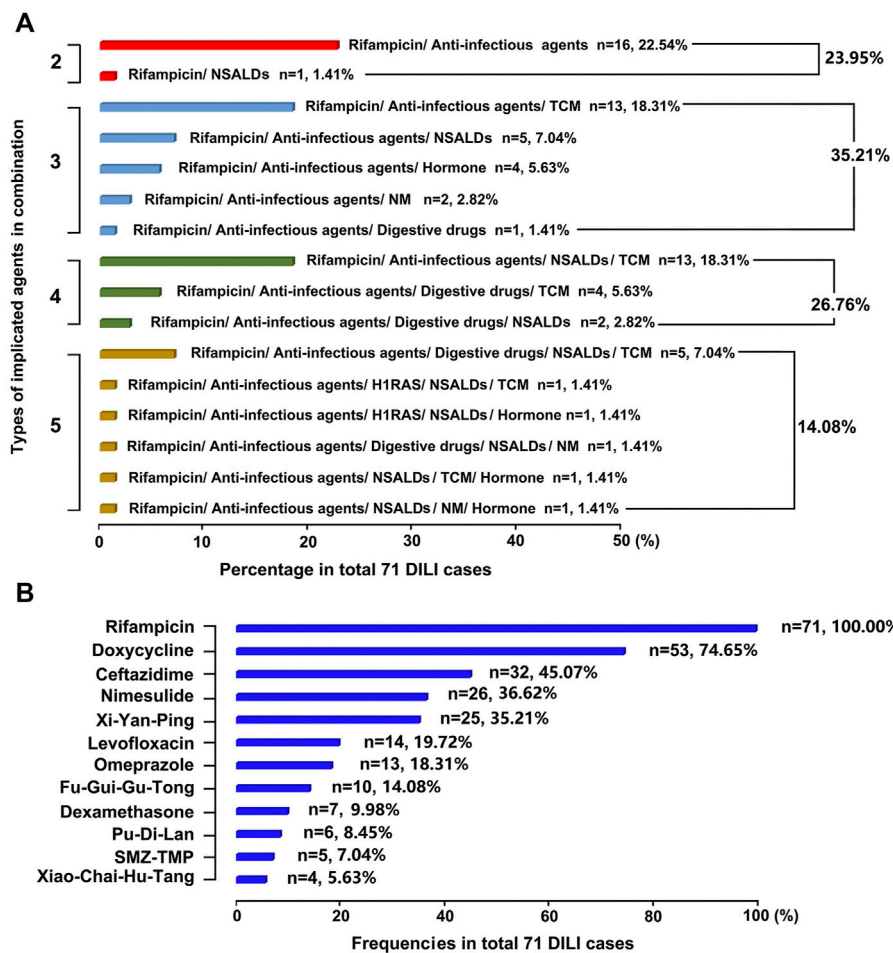 A
Types of implicated agents in combination
2
Rifampicin/ Anti-infectious agents n=16, 22.54%
Rifampicin/ NSALDs n=1, 1.41%
23.95%
3
Rifampicin/ Anti-infectious agents/ TCM n=13, 18.31%
Rifampicin/ Anti-infectious agents/ NSALDs n=5, 7.04%
Rifampicin/ Anti-infectious agents/ Hormone n=4, 5.63%
Rifampicin/ Anti-infectious agents/ NM n=2, 2.82%
Rifampicin/ Anti-infectious agents/ Digestive drugs n=1, 1.41%
35.21%
4
Rifampicin/ Anti-infectious agents/ NSALDs/ TCM n=13, 18.31%
Rifampicin/ Anti-infectious agents/ Digestive drugs/ TCM n=4, 5.63%
Rifampicin/ Anti-infectious agents/ Digestive drugs/ NSALDs n=2, 2.82%
26.76%
5
Rifampicin/ Anti-infectious agents/ Digestive drugs/ NSALDs/ TCM n=5, 7.04%
Rifampicin/ Anti-infectious agents/ H1RAS/ NSALDs/ TCM n=1, 1.41%
Rifampicin/ Anti-infectious agents/ H1RAS/ NSALDs/ Hormone n=1, 1.41%
Rifampicin/ Anti-infectious agents/ Digestive drugs/ NSALDs/ NM n=1, 1.41%
Rifampicin/ Anti-infectious agents/ NSALDs/ TCM/ Hormone n=1, 1.41%
Rifampicin/ Anti-infectious agents/ NSALDs/ NM/ Hormone n=1, 1.41%
14.08%
0 10 20 30 40 50 (%)
Percentage in total 71 DILI cases
B
Rifampicin n=71, 100.00%
Doxycycline n=53, 74.65%
Ceftazidime n=32, 45.07%
Nimesulide n=26, 36.62%
Xi-Yan-Ping n=25, 35.21%
Levofloxacin n=14, 19.72%
Omeprazole n=13, 18.31%
Fu-Gui-Gu-Tong n=10, 14.08%
Dexamethasone n=7, 9.98%
Pu-Di-Lan n=6, 8.45%
SMZ-TMP n=5, 7.04%
Xiao-Chai-Hu-Tang n=4, 5.63%
0 20 40 60 80 100 (%)
Frequencies in total 71 DILI cases